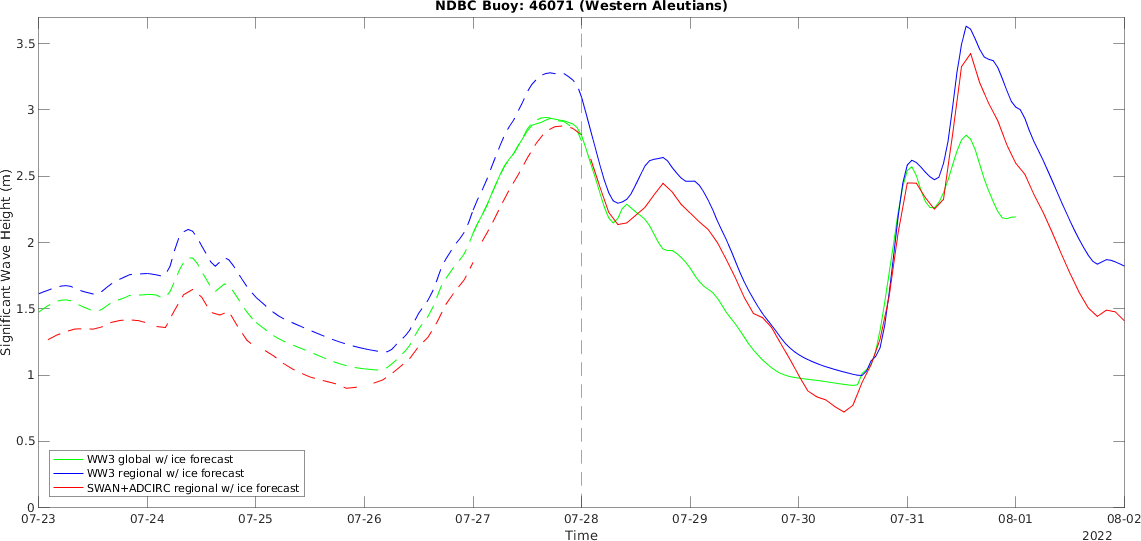 NDBC Buoy: 46071 (Western Aleutians)
3.5
3
2.5
2
1.5
1
0.5
0
Significant Wave Height (m)
WW3 global w/ ice forecast
WW3 regional w/ ice forecast
SWAN+ADCIRC regional w/ ice forecast
07-23 07-24 07-25 07-26 07-27 07-28 07-29 07-30 07-31 08-01 08-02
Time
2022